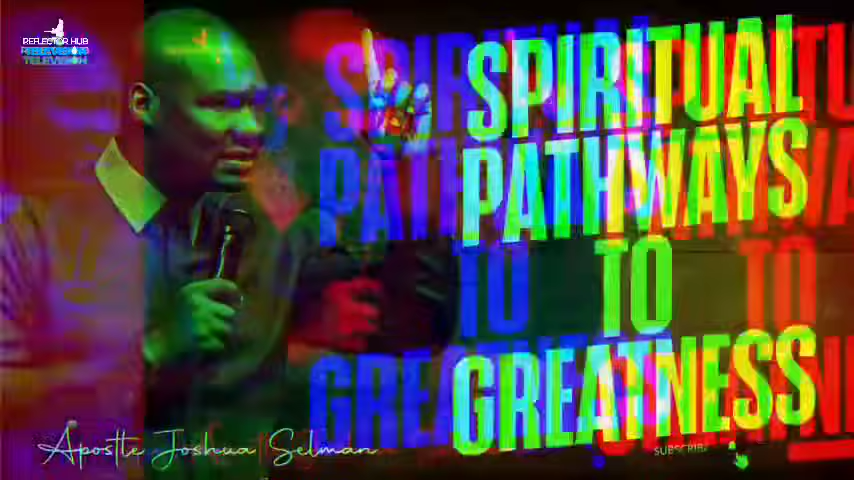 REFLECTOR HUB
TELEVISION
SPIRITUAL
PATHWAYS
TO
GREATNESS
Apostle Joshua Selman
SUBSCRIBE